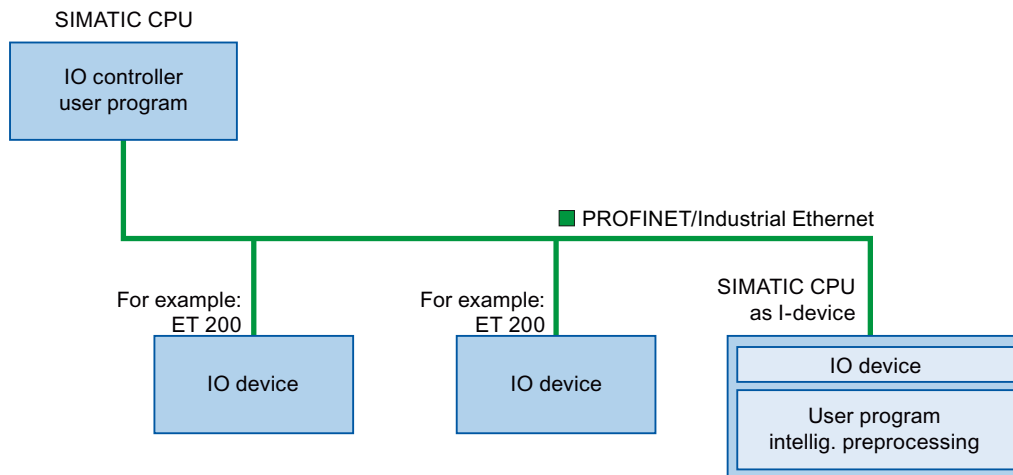 SIMATIC CPU
IO controller
user program
PROFINET/Industrial Ethernet
For example:
ET 200
IO device
For example:
ET 200
IO device
SIMATIC CPU
as I-device
IO device
User program
intellig. preprocessing